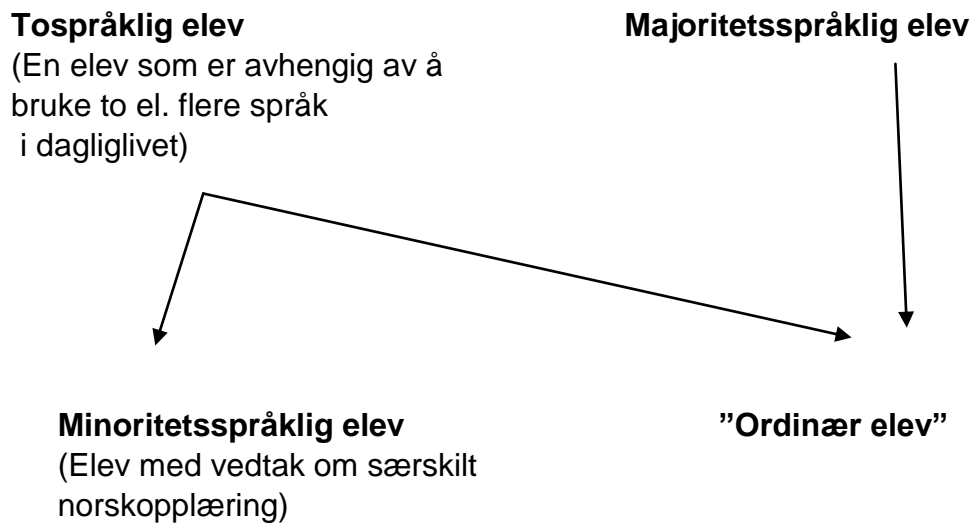 Tospråklig elev
(En elev som er avhengig av å
bruke to el. flere språk
i dagliglivet)
Majoritetsspråklig elev
Minoritetsspråklig elev
(Elev med vedtak om særskilt
norskopplæring)
”Ordinær elev”